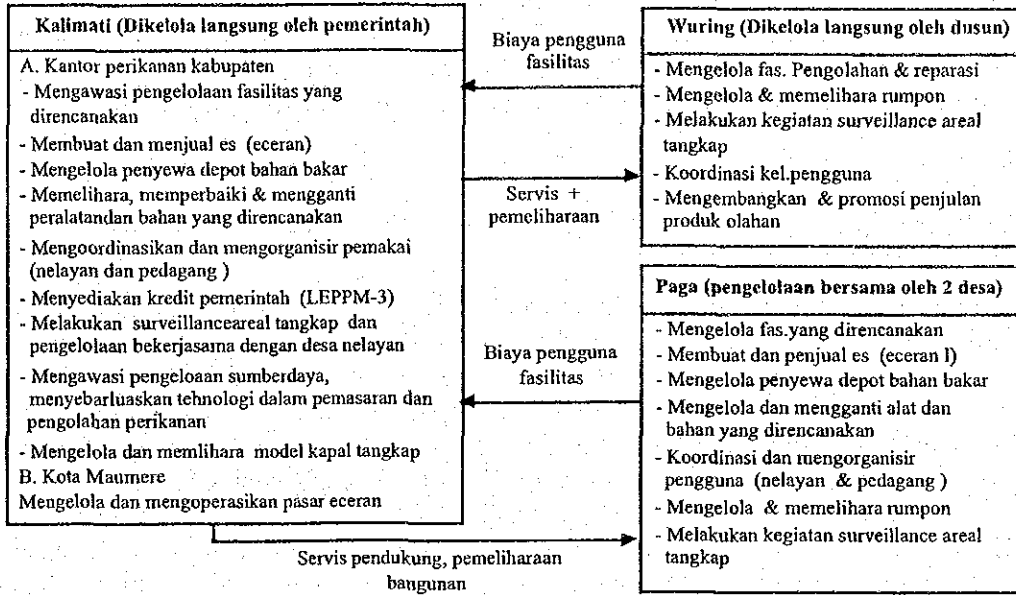 Kalimati (Dikelola langsung oleh pemerintah)
A. Kantor perikanan kabupaten
- Mengawasi pengelolaan fasilitas yang
direncanakan
- Membuat dan menjual es (eceran)
- Mengelola penyewa depot bahan bakar
- Memelihara, memperbaiki & mengganti
peralatandan bahan yang direncanakan
- Mengoordinasikan dan mengorganisir pemakai
(nelayan dan pedagang )
- Menyediakan kredit pemerintah (LEPPM-3)
- Melakukan surveillanceareal tangkap dan
pengelolaan bekerjasama dengan desa nelayan
- Mengawasi pengeloaan sumberdaya,
menyebarluaskan tehnologi dalam pemasaran dan
pengolahan perikanan
- Mengelola dan memlihara model kapal tangkap
B. Kota Maumere
Mengelola dan mengoperasikan pasar eceran
Biaya pengguna
fasilitas
Servis +
pemeliharaan
Biaya pengguna
fasilitas
Servis pendukung, pemeliharaan
bangunan
Wuring (Dikelola langsung oleh dusun)
- Mengelola fas. Pengolahan & reparasi
- Mengelola & memelihara rumpon
- Melakukan kegiatan surveillance areal
tangkap
- Koordinasi kel.pengguna
- Mengembangkan & promosi penjulan
produk olahan
Paga (pengelolaan bersama oleh 2 desa)
- Mengelola fas.yang direncanakan
- Membuat dan penjual es (eceran l)
- Mengelola penyewa depot bahan bakar
- Mengelola dan mengganti alat dan
bahan yang direncanakan
- Koordinasi dan mengorganisir
pengguna (nelayan & pedagang )
- Mengelola & memelihara rumpon
- Melakukan kegiatan surveillance areal
tangkap